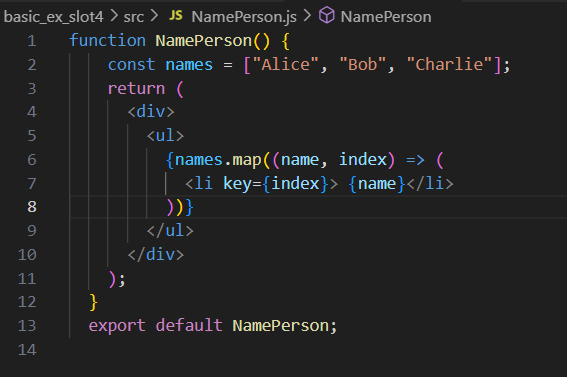 basic_ex_slot4 > src > JS NamePerson.js > NamePerson
1 function NamePerson() {
2     const names = ["Alice", "Bob", "Charlie"];
3     return (
4       <div>
5         <ul>
6           {names.map((name, index) => (
7             <li key={index}> {name}</li>
8           ))}
9         </ul>
10       </div>
11     );
12   }
13   export default NamePerson;
14